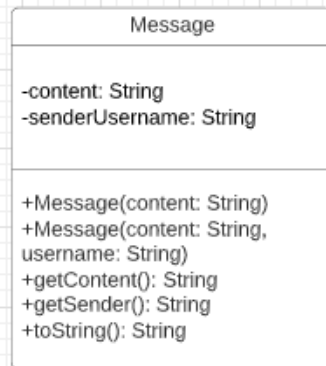 Message
-content: String
-senderUsername: String
+Message(content: String)
+Message(content: String,
username: String)
+getContent(): String
+getSender(): String
+toString(): String